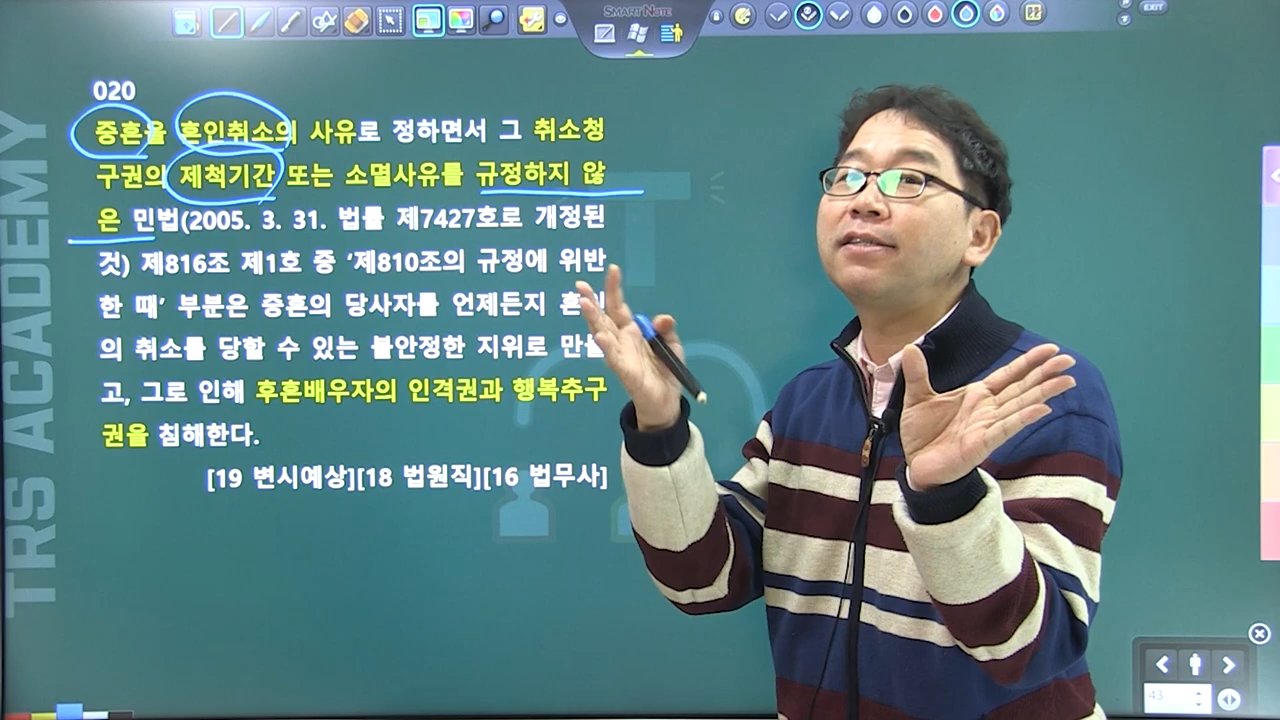 SMART NOTE
EXIT
TRS ACADEMY
020
중혼을 혼인취소의 사유로 정하면서 그 취소청
구권의 제척기간 또는 소멸사유를 규정하지 않
은 민법(2005. 3. 31. 법률 제7427호로 개정된
것) 제816조 제1호 중 ‘제810조의 규정에 위반
한 때’ 부분은 중혼의 당사자를 언제든지
의 취소를 당할 수 있는 불안정한 지위로
고, 그로 인해 후혼배우자의 인격권과 행복추구
권을 침해한다.
[19 변시예상][18 법원직][16 법무사]
43